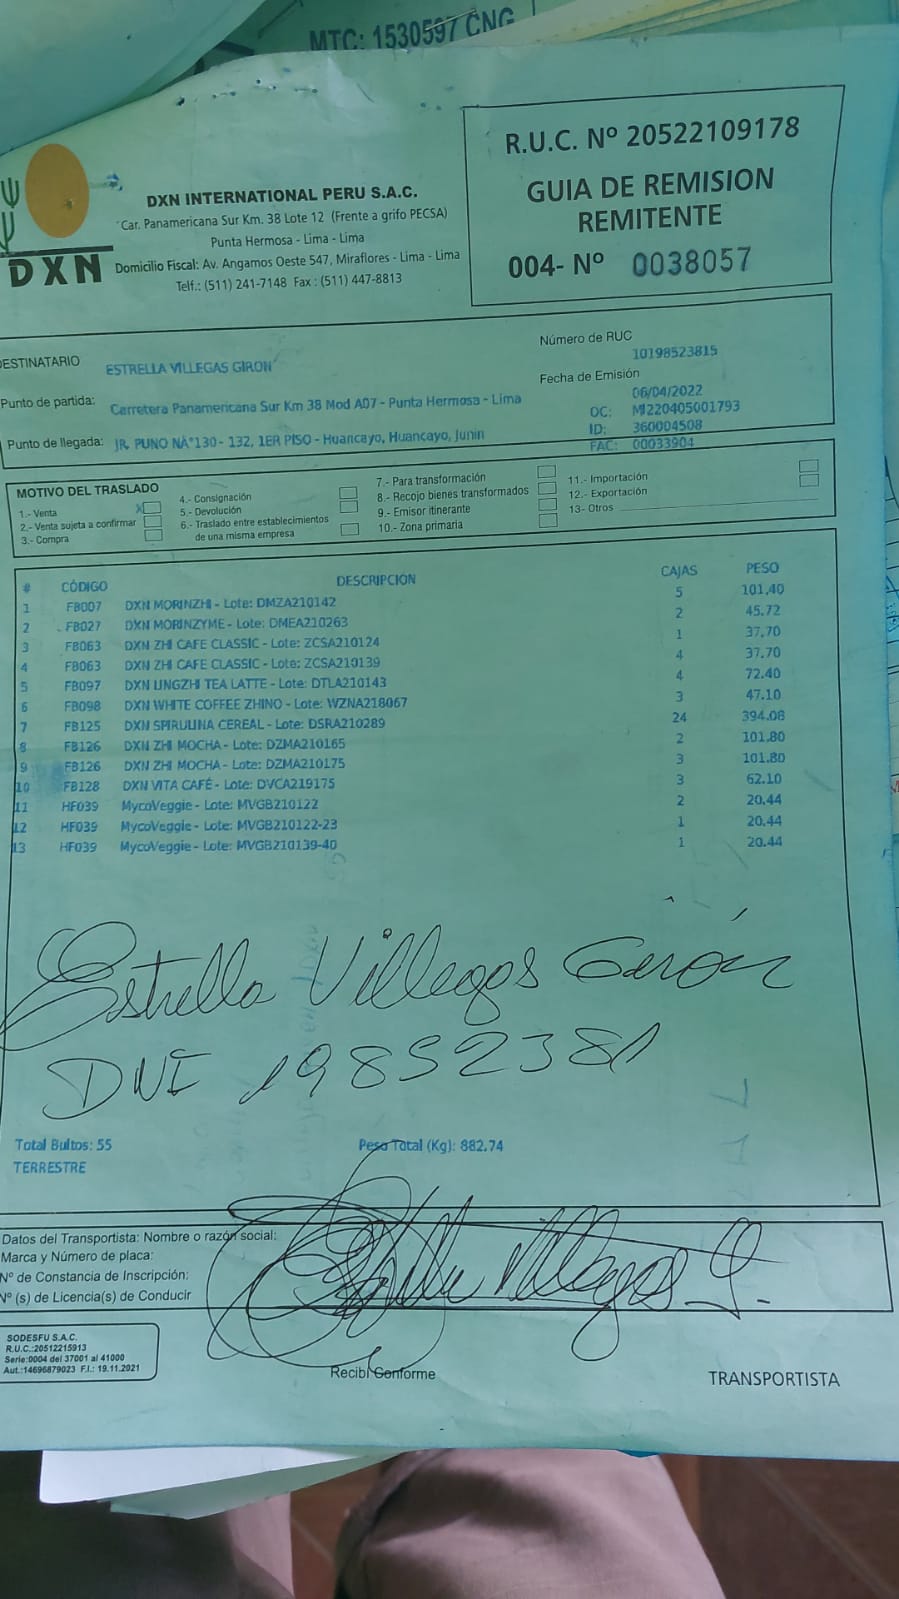 MTC: 1530597 CNG
R.U.C. Nº 20522109178
GUIA DE REMISION
REMITENTE
004- Nº 0038057
DXN
DXN INTERNATIONAL PERU S.A.C.
Car. Panamericana Sur Km. 38 Lote 12 (Frente a grifo PECSA)
Punta Hermosa - Lima - Lima
Domicilio Fiscal: Av. Angamos Oeste 547, Miraflores - Lima - Lima
Telf.: (511) 241-7148 Fax : (511) 447-8813
DESTINATARIO ESTRELLA VILLEGAS GIRON
Número de RUC
10198523815
Punto de partida: Carretera Panamericana Sur Km 38 Mod A07 - Punta Hermosa - Lima
Fecha de Emisión
06/04/2022
Punto de llegada: JR. PUNO NÂ°130 - 132, 1ER PISO - Huancayo, Huancayo, Junin
OC: MI220405001793
ID: 360004508
FAC: 00033904
MOTIVO DEL TRASLADO
1.- Venta X
2.- Venta sujeta a confirmar
3.- Compra
4.- Consignación
5.- Devolución
6.- Traslado entre establecimientos
de una misma empresa
7.- Para transformación
8.- Recojo bienes transformados
9.- Emisor itinerante
10.- Zona primaria
11.- Importación
12.- Exportación
13.- Otros
# CÓDIGO DESCRIPCIÓN CAJAS PESO
1 FB007 DXN MORINZHI - Lote: DMZA210142 5 101,40
2 FB027 DXN MORINZYME - Lote: DMEA210263 2 45.72
3 FB063 DXN ZHI CAFE CLASSIC - Lote: ZCSA210124 1 37.70
4 FB063 DXN ZHI CAFE CLASSIC - Lote: ZCSA210139 4 37.70
5 FB097 DXN LINGZHI TEA LATTE - Lote: DTLA210143 4 72.40
6 FB098 DXN WHITE COFFEE ZHINO - Lote: WZNA218067 3 47.10
7 FB125 DXN SPIRULINA CEREAL - Lote: DSRA210289 24 394.08
8 FB126 DXN ZHI MOCHA - Lote: DZMA210165 2 101.80
9 FB126 DXN ZHI MOCHA - Lote: DZMA210175 3 101.80
10 FB128 DXN VITA CAFÉ - Lote: DVCA219175 3 62.10
11 HF039 MycoVeggie - Lote: MVGB210122 2 20.44
12 HF039 MycoVeggie - Lote: MVGB210122-23 1 20.44
13 HF039 MycoVeggie - Lote: MVGB210139-40 1 20.44
Estrella Villegas Girón
DNI 19852381
Total Bultos: 55
Peso Total (Kg): 882.74
TERRESTRE
Datos del Transportista: Nombre o razón social:
Marca y Número de placa:
Nº de Constancia de Inscripción:
Nº (s) de Licencia(s) de Conducir
Villegas G.
SODESFU S.A.C.
R.U.C.:20512215913
Serie:0004 del 37001 al 41000
Aut.:14696879023 F.I.: 19.11.2021
Recibí Conforme
TRANSPORTISTA